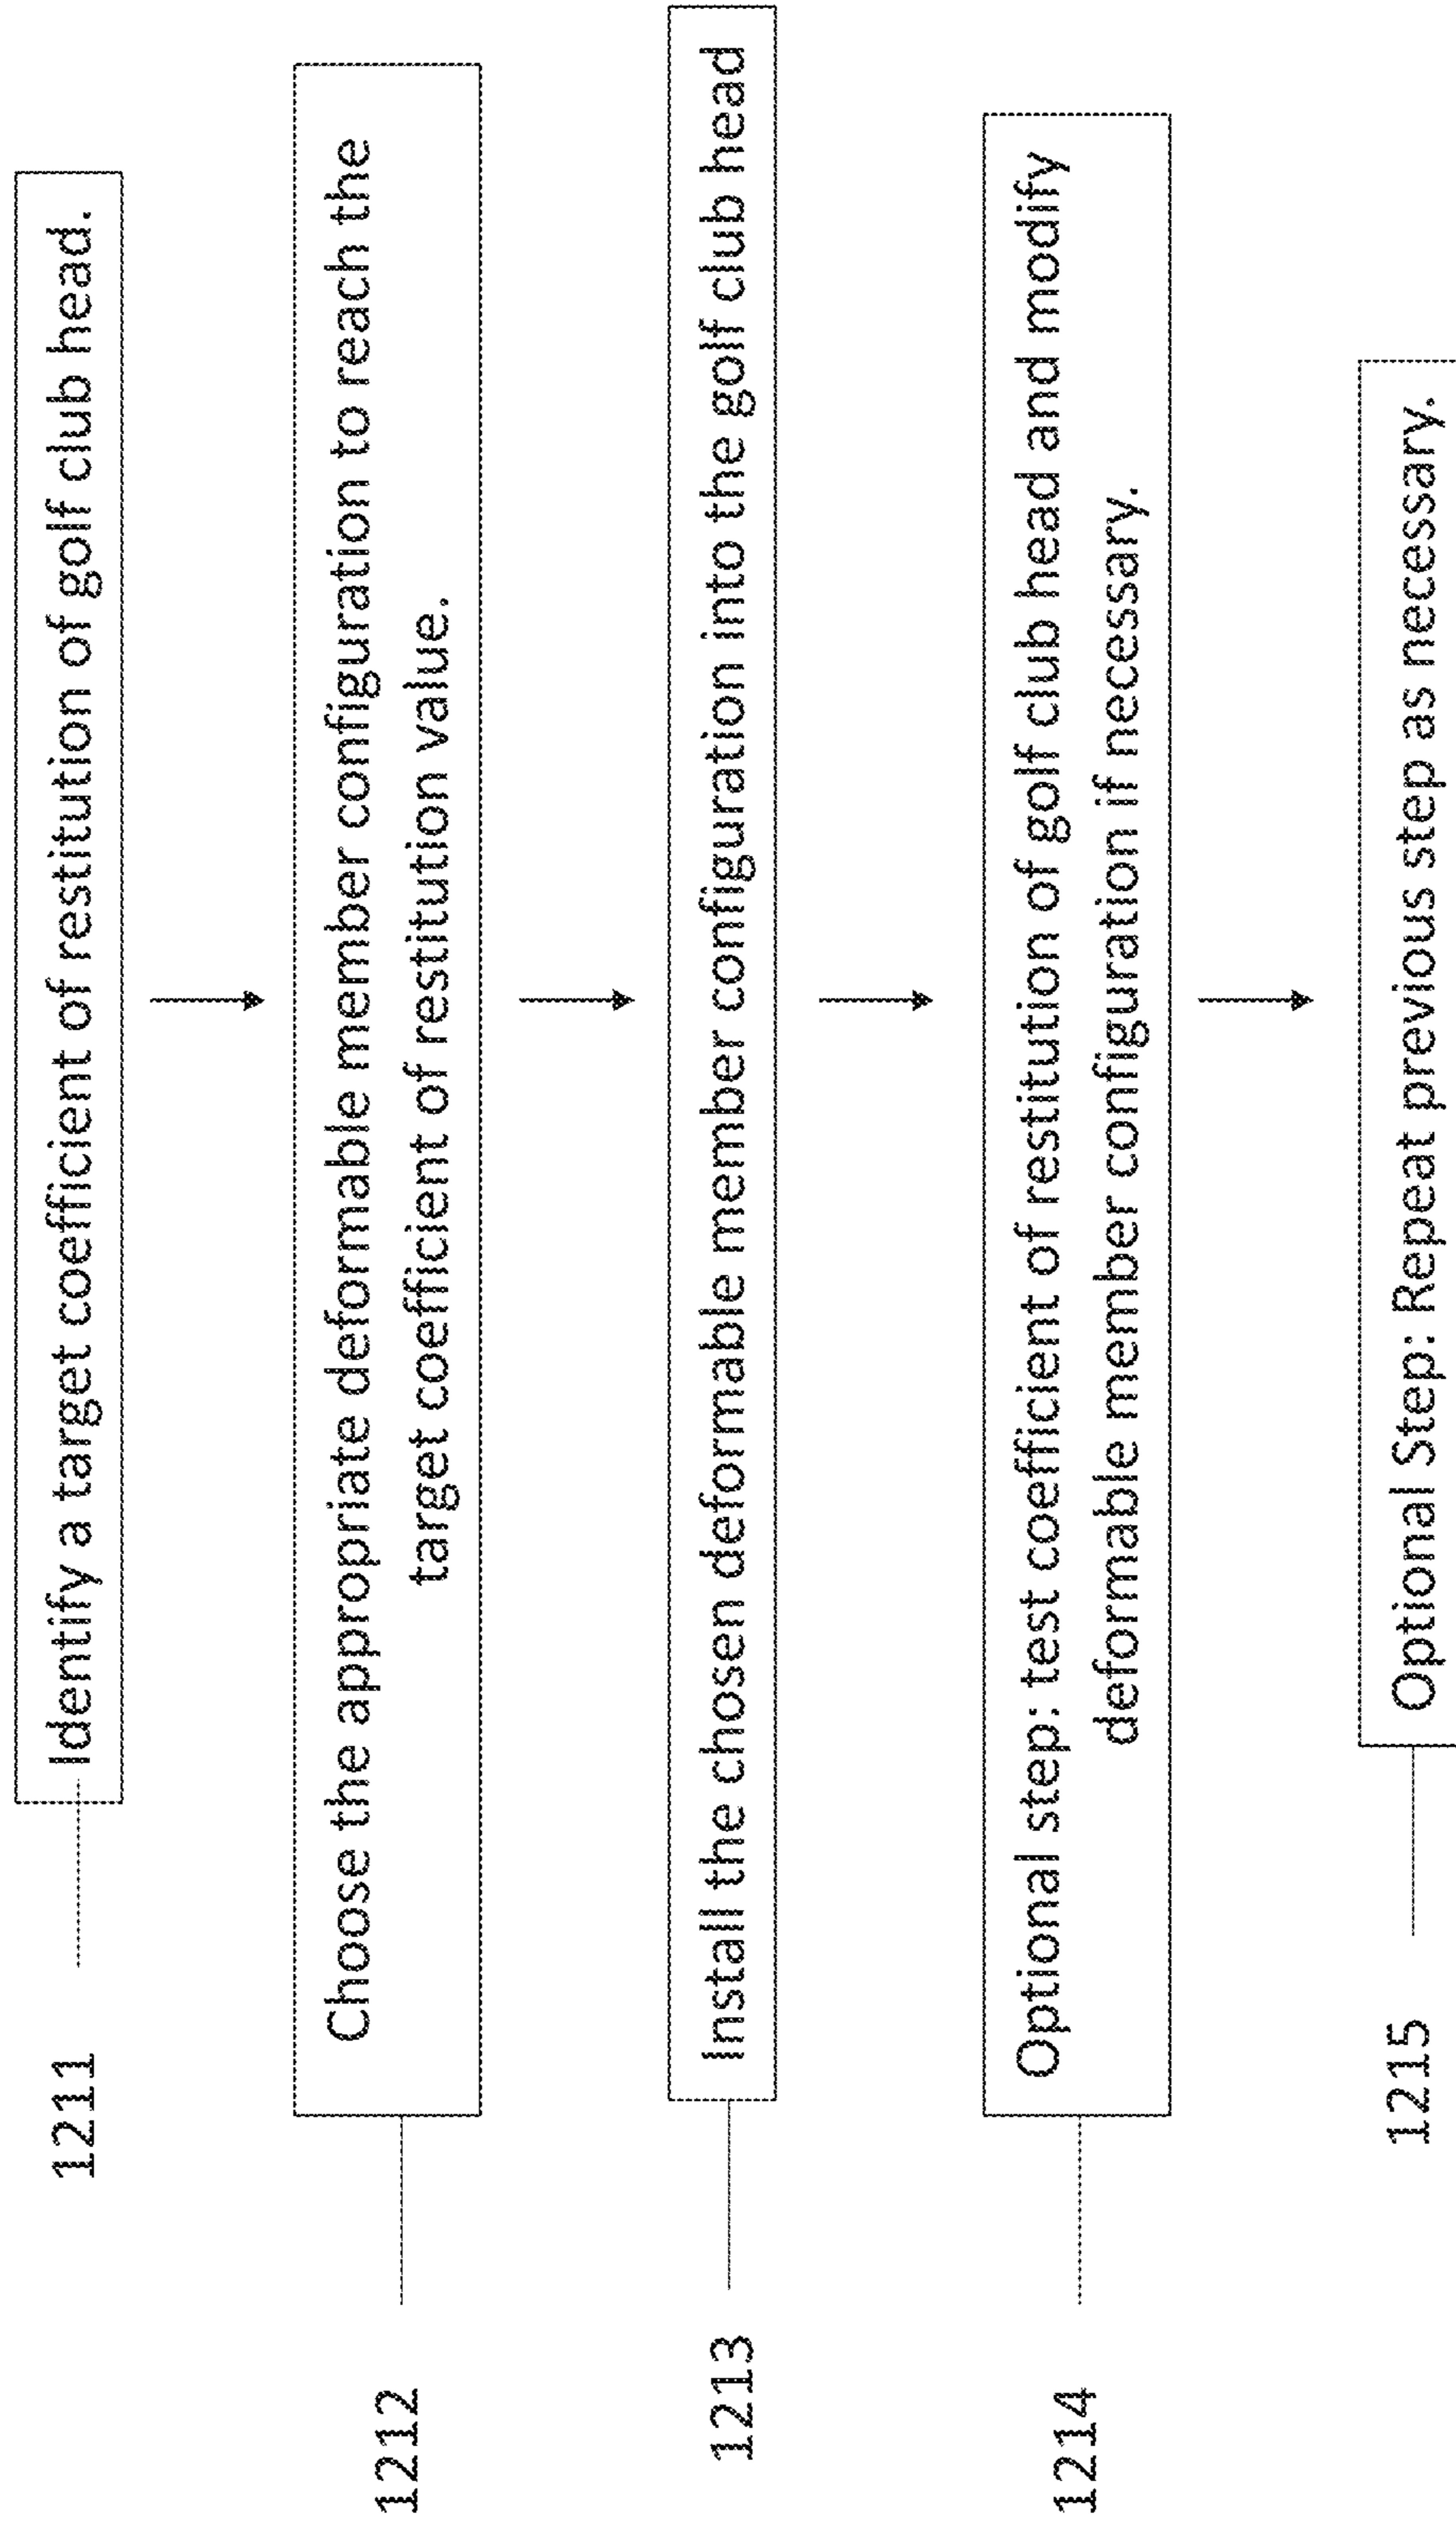 1211
Identify a target coefficient of restitution of golf club head.
1212
Choose the appropriate deformable member configuration to reach the
target coefficient of restitution value.
1213
Install the chosen deformable member configuration into the golf club head
1214
Optional step: test coefficient of restitution of golf club head and modify
deformable member configuration if necessary.
1215
Optional Step: Repeat previous step as necessary.